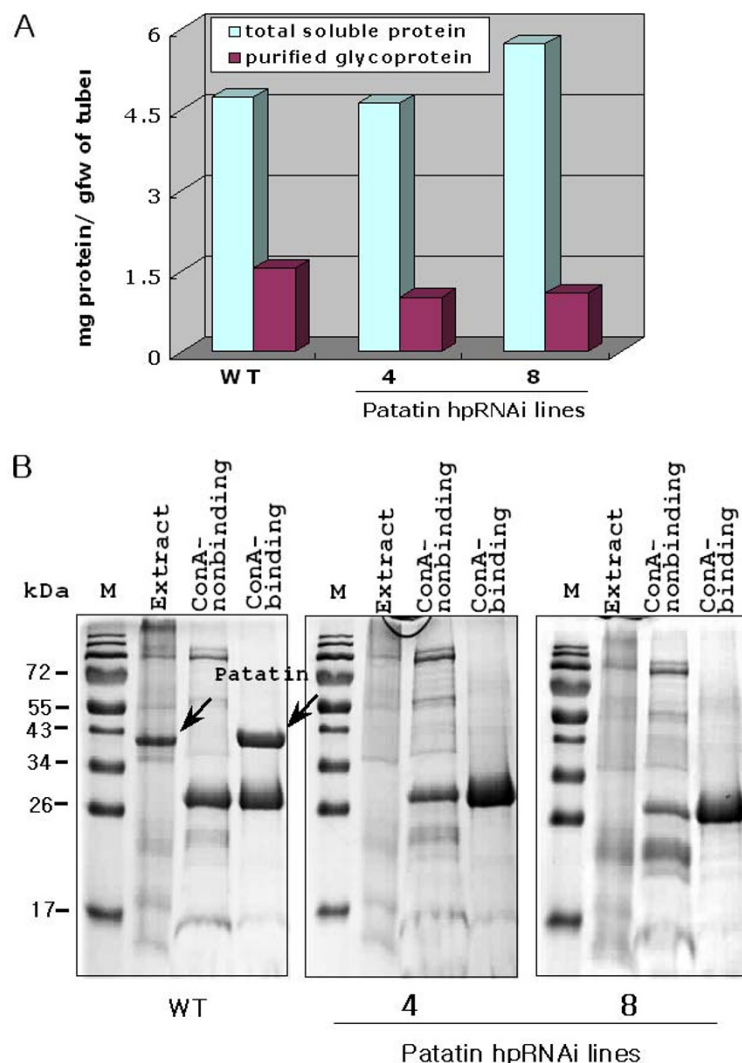 A
total soluble protein
purified glycoprotein
mg protein/ gfw of tuber
6
4.5
3
1.5
0
WT
4
8
Patatin hpRNAi lines
B
kDa
M
Extract
ConA-
nonbinding
ConA-
binding
M
Extract
ConA-
nonbinding
ConA-
binding
M
Extract
ConA-
nonbinding
ConA-
binding
Patatin
72
55
43
34
26
17
WT
4
8
Patatin hpRNAi lines